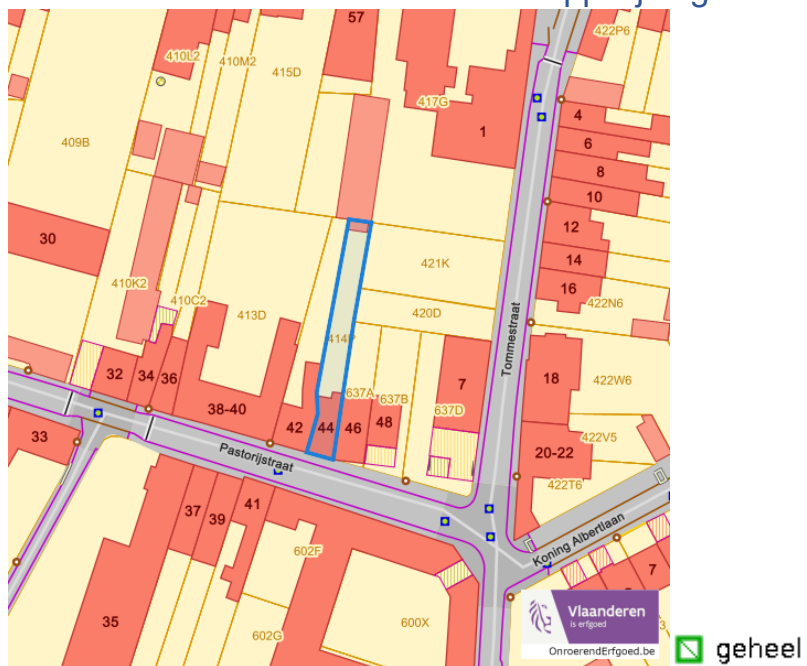 57
422P6
410L2
410M2
415D
417G
1
4
6
409B
8
10
12
30
14
421K
16
410K2
410C2
422N6
413D
420D
414P
Tommestraat
32
34
36
637A
637B
7
18
422W6
38-40
637D
42
44
46
48
33
Pastorijstraat
20-22
422V5
422T6
37
39
41
Koning Albertlaan
602F
7
35
600X
602G
Vlaanderen
is erfgoed
OnroerendErfgoed.be
geheel